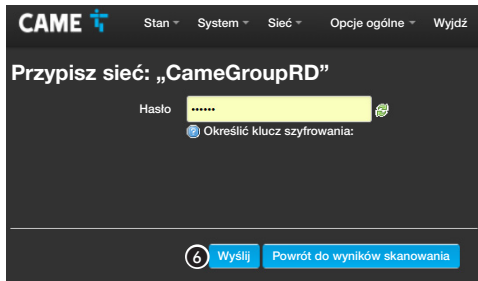 CAME Stan System Sieć Opcje ogólne Wyjdź
Przypisz sieć: „CameGroupRD”
Hasło ••••••
Określić klucz szyfrowania:
6 Wyślij Powrót do wyników skanowania